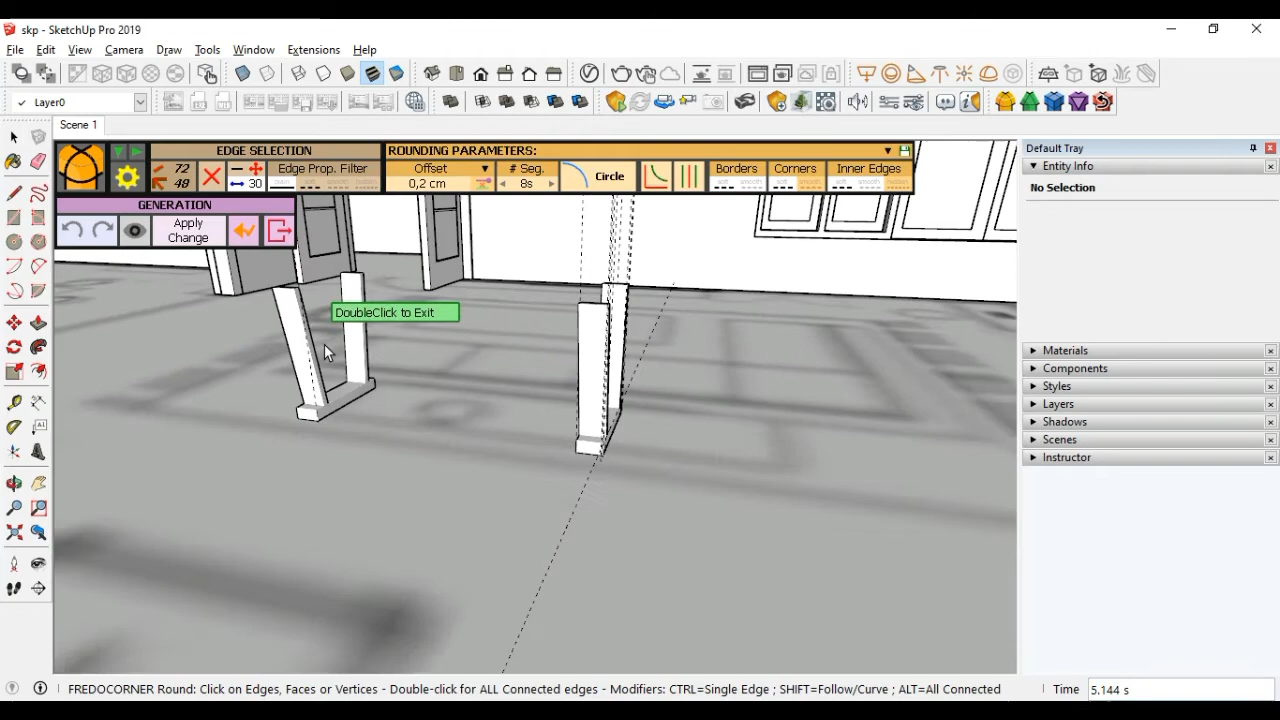 skp - SketchUp Pro 2019
File Edit View Camera Draw Tools Window Extensions Help
Layer0
Scene 1
Default Tray
EDGE SELECTION
ROUNDING PARAMETERS:
72
48
30
Edge Prop. Filter
Offset
0,2 cm
# Seg.
8s
Circle
Borders
Corners
Inner Edges
Entity Info
No Selection
GENERATION
Apply
Change
DoubleClick to Exit
Materials
Components
Styles
Layers
Shadows
Scenes
Instructor
FREDOCORNER Round: Click on Edges, Faces or Vertices - Double-click for ALL Connected edges - Modifiers: CTRL=Single Edge ; SHIFT=Follow/Curve ; ALT=All Connected
Time 5.144 s